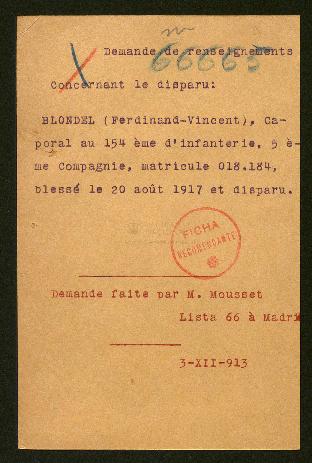 Demande de renseignements
66665
Concernant le disparu:
BLONDEL (Ferdinand-Vincent), Ca-
poral au 154 ème d'infanterie, 5 è-
me Compagnie, matricule 018.184,
blessé le 20 août 1917 et disparu.
FICHA
RECOMENDANTE
Demande faite par M. Mousset
Lista 66 à Madri
3-XII-913